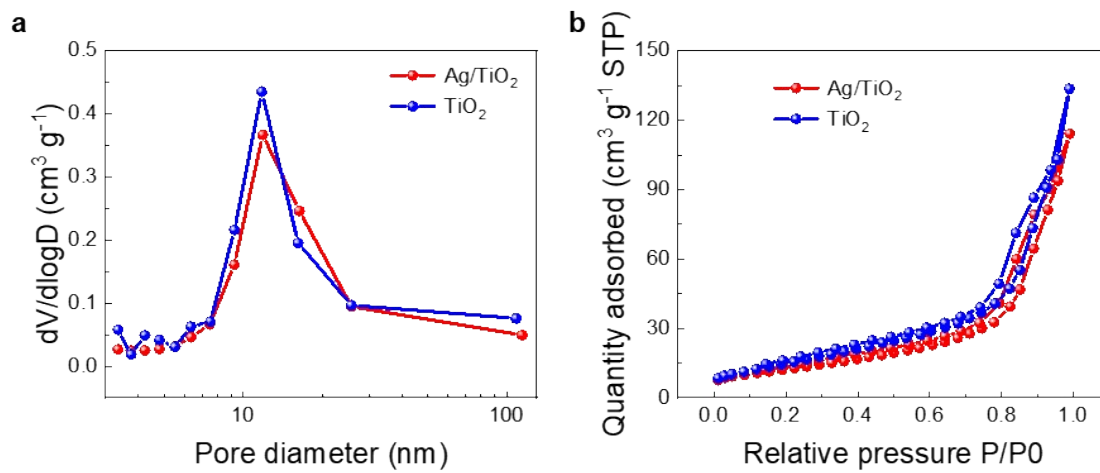 a
dV/dlogD (cm³ g⁻¹)
0.5
0.4
0.3
0.2
0.1
0.0
Ag/TiO₂
TiO₂
10
100
Pore diameter (nm)
b
Quantity adsorbed (cm³ g⁻¹ STP)
150
120
90
60
30
0
Ag/TiO₂
TiO₂
0.0 0.2 0.4 0.6 0.8 1.0
Relative pressure P/P0